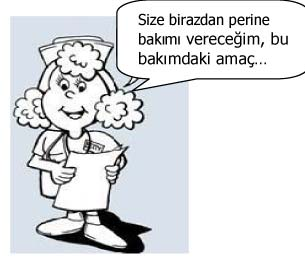 Size birazdan perine
bakımı vereceğim, bu
bakımdaki amaç...